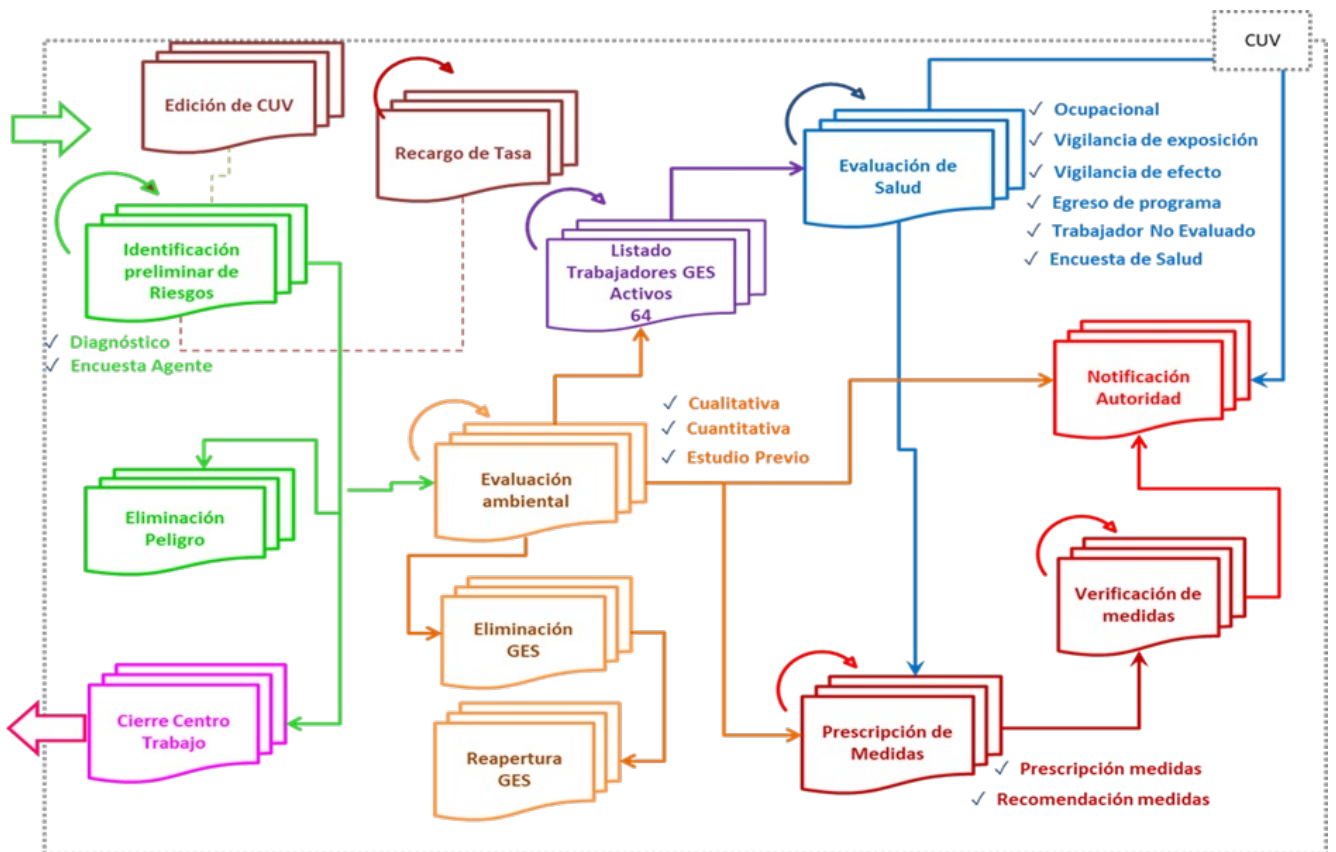 CUV
Edición de CUV
Recargo de Tasa
Evaluación de
Salud
✓ Ocupacional
✓ Vigilancia de exposición
✓ Vigilancia de efecto
✓ Egreso de programa
✓ Trabajador No Evaluado
✓ Encuesta de Salud
Identificación
preliminar de
Riesgos
✓ Diagnóstico
✓ Encuesta Agente
Listado
Trabajadores GES
Activos
64
Notificación
Autoridad
✓ Cualitativa
✓ Cuantitativa
✓ Estudio Previo
Evaluación
ambiental
Eliminación
Peligro
Eliminación
GES
Verificación de
medidas
Cierre Centro
Trabajo
Reapertura
GES
Prescripción de
Medidas
✓ Prescripción medidas
✓ Recomendación medidas